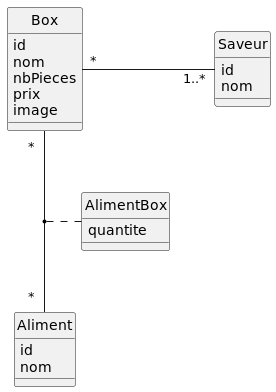 Box
id
nom
nbPieces
prix
image
*
1..*
Saveur
id
nom
*
AlimentBox
quantite
*
Aliment
id
nom